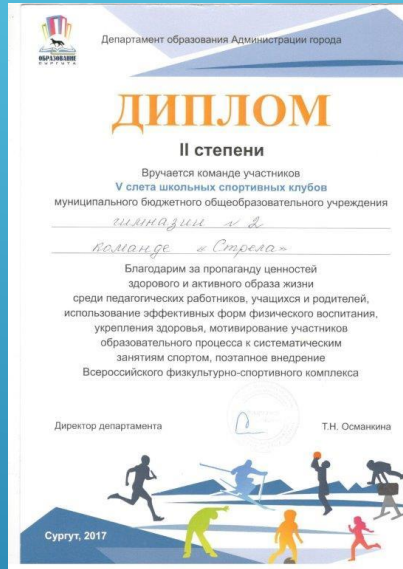 ОБРАЗОВАНИЕ
СУРГУТА
Департамент образования Администрации города
ДИПЛОМ
II степени
Вручается команде участников
V слета школьных спортивных клубов
муниципального бюджетного общеобразовательного учреждения
гимназии № 2
команде «Стрела»
Благодарим за пропаганду ценностей
здорового и активного образа жизни
среди педагогических работников, учащихся и родителей,
использование эффективных форм физического воспитания,
укрепления здоровья, мотивирование участников
образовательного процесса к систематическим
занятиям спортом, поэтапное внедрение
Всероссийского физкультурно-спортивного комплекса
Директор департамента
Т.Н. Османкина
Сургут, 2017